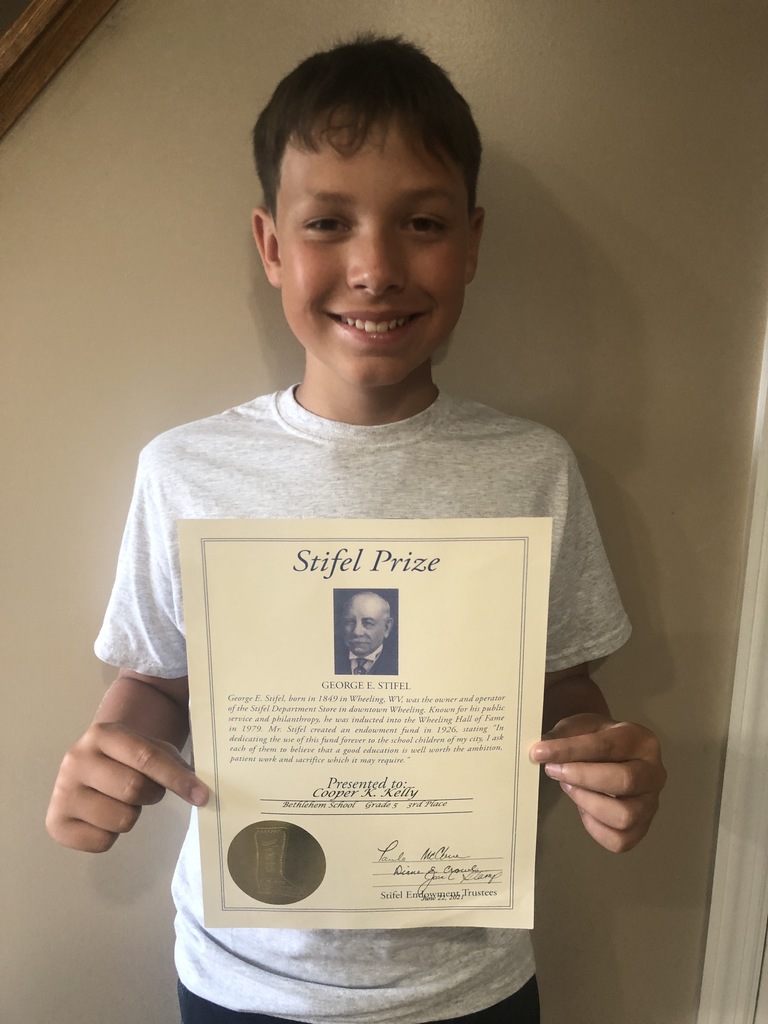 Stifel Prize
GEORGE E. STIFEL
George E. Stifel, born in 1849 in Wheeling, WV, was the owner and operator
of the Stifel Department Store in downtown Wheeling. Known for his public
service and philanthropy, he was inducted into the Wheeling Hall of Fame
in 1979. Mr. Stifel created an endowment fund in 1926, stating "In
dedicating the use of this fund forever to the school children of my city, I ask
each of them to believe that a good education is well worth the ambition,
patient work and sacrifice which it may require."
Presented to:
Cooper K. Kelly
Bethlehem School Grade 5 3rd Place
Diane
Stifel Endowment Trustees
June 22, 2021